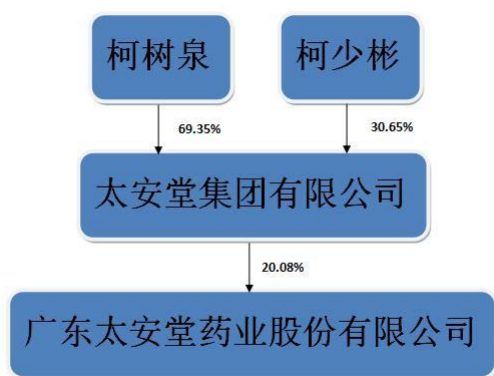 柯树泉
柯少彬
69.35%
30.65%
太安堂集团有限公司
20.08%
广东太安堂药业股份有限公司